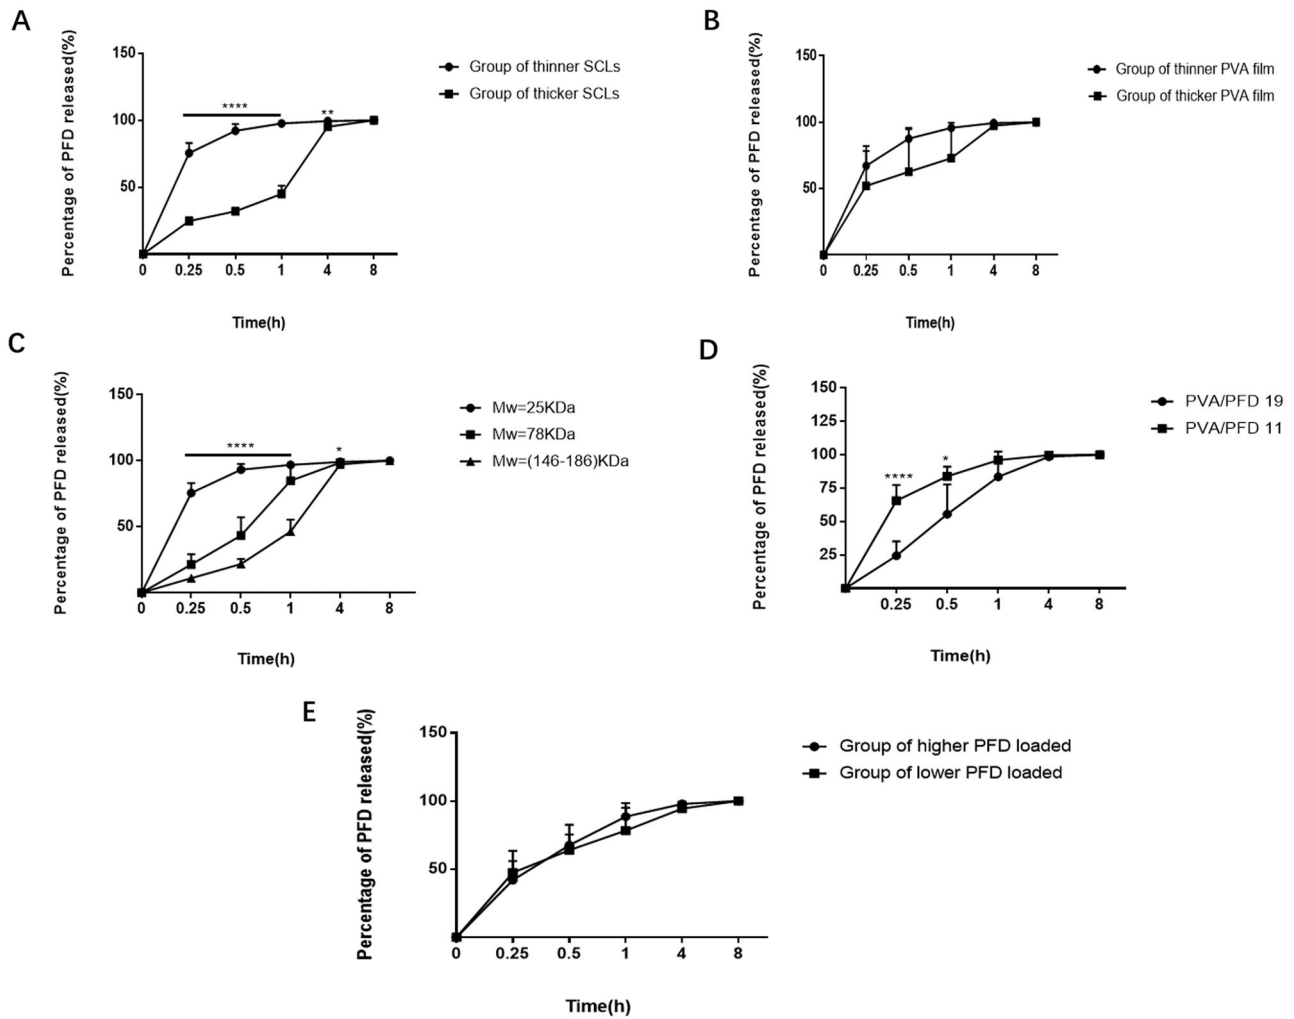 A
Percentage of PFD released(%)
150
100
50
0 0.25 0.5 1 4 8
Time(h)
****
**
Group of thinner SCLs
Group of thicker SCLs
B
Percentage of PFD released(%)
150
100
50
0 0.25 0.5 1 4 8
Time(h)
Group of thinner PVA film
Group of thicker PVA film
C
Percentage of PFD released(%)
150
100
50
0 0.25 0.5 1 4 8
Time(h)
****
*
Mw=25KDa
Mw=78KDa
Mw=(146-186)KDa
D
Percentage of PFD released(%)
150
125
100
75
50
25
0.25 0.5 1 4 8
Time(h)
****
*
PVA/PFD 19
PVA/PFD 11
E
Percentage of PFD released(%)
150
100
50
0 0.25 0.5 1 4 8
Time(h)
Group of higher PFD loaded
Group of lower PFD loaded